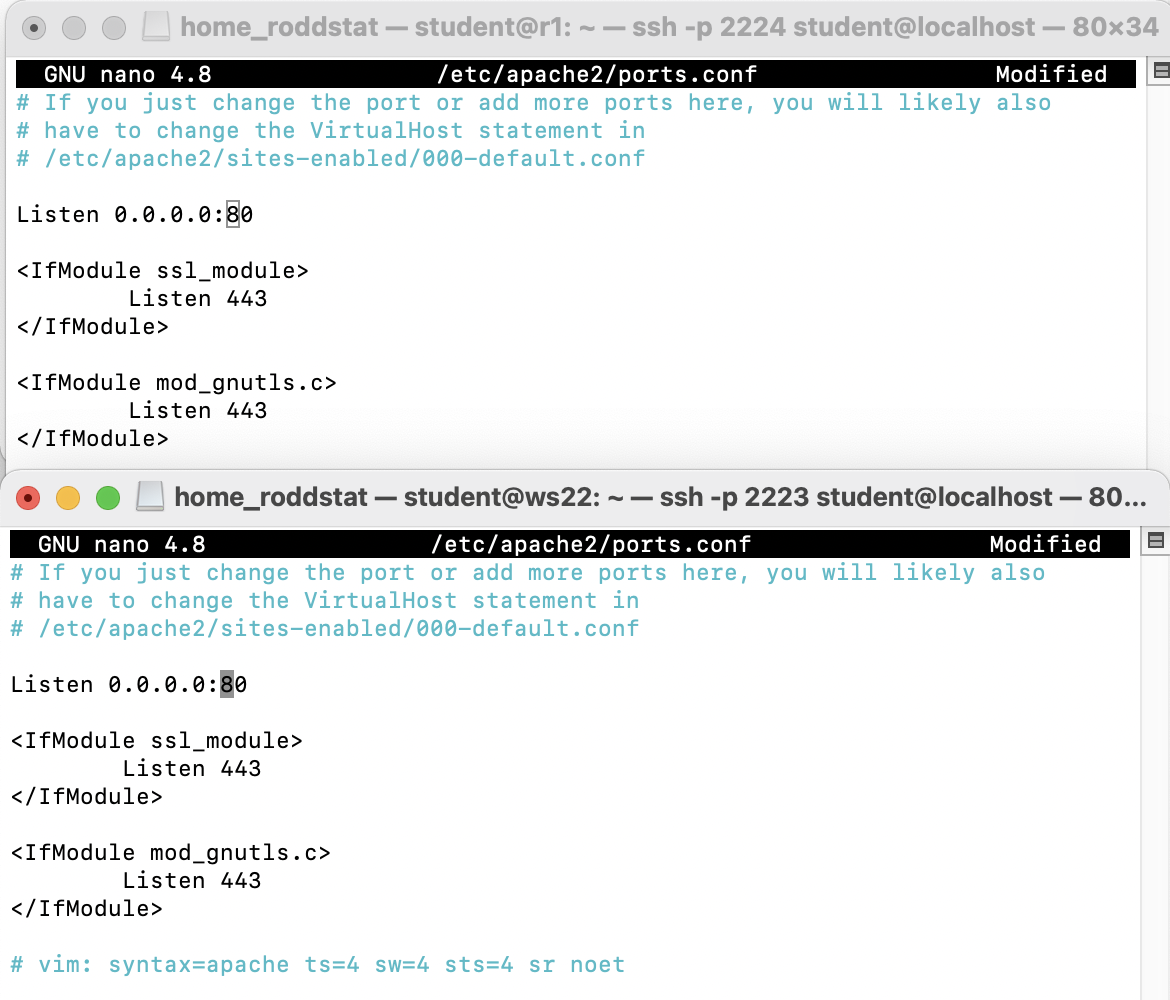 home_roddstat — student@r1: ~ — ssh -p 2224 student@localhost — 80×34
GNU nano 4.8 /etc/apache2/ports.conf Modified
# If you just change the port or add more ports here, you will likely also
# have to change the VirtualHost statement in
# /etc/apache2/sites-enabled/000-default.conf
Listen 0.0.0.0:80
<IfModule ssl_module>
Listen 443
</IfModule>
<IfModule mod_gnutls.c>
Listen 443
</IfModule>
home_roddstat — student@ws22: ~ — ssh -p 2223 student@localhost — 80...
GNU nano 4.8 /etc/apache2/ports.conf Modified
# If you just change the port or add more ports here, you will likely also
# have to change the VirtualHost statement in
# /etc/apache2/sites-enabled/000-default.conf
Listen 0.0.0.0:80
<IfModule ssl_module>
Listen 443
</IfModule>
<IfModule mod_gnutls.c>
Listen 443
</IfModule>
# vim: syntax=apache ts=4 sw=4 sts=4 sr noet